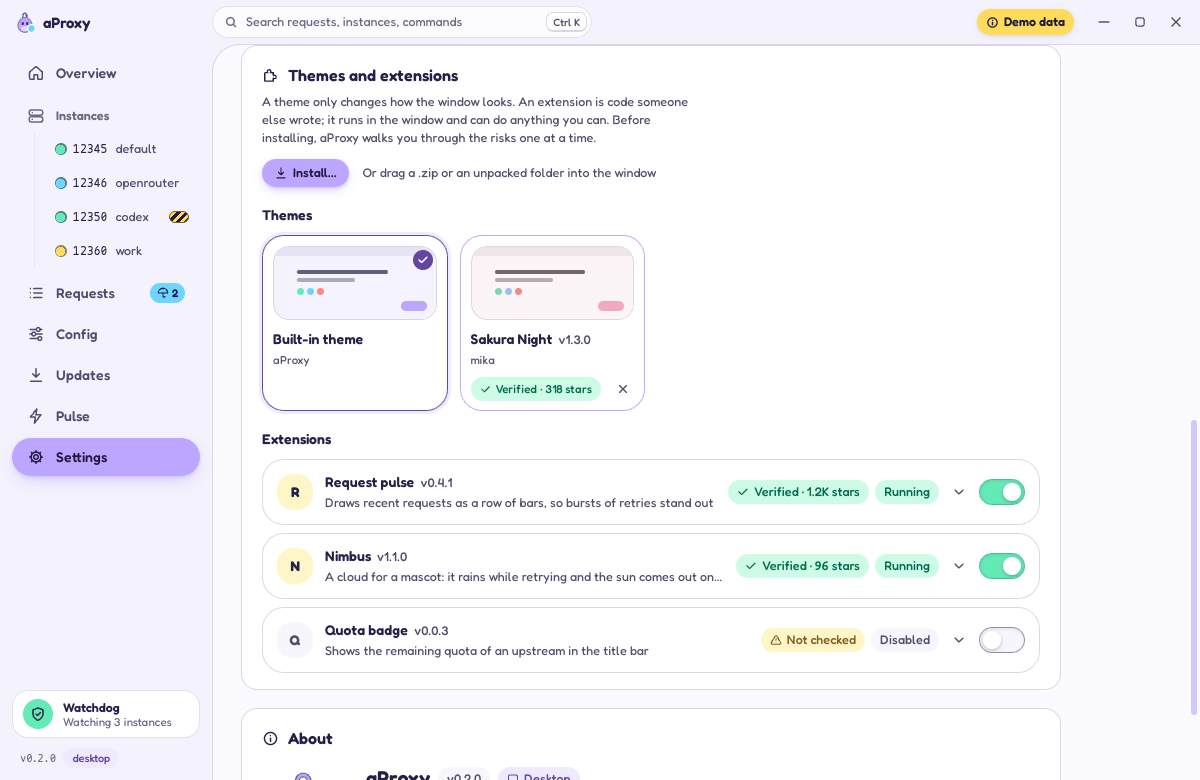 aProxy
Search requests, instances, commands
Ctrl K
Demo data
Overview
Instances
12345 default
12346 openrouter
12350 codex
12360 work
Requests
2
Config
Updates
Pulse
Settings
Watchdog
Watching 3 instances
v0.2.0 desktop
Themes and extensions
A theme only changes how the window looks. An extension is code someone
else wrote; it runs in the window and can do anything you can. Before
installing, aProxy walks you through the risks one at a time.
Install...
Or drag a .zip or an unpacked folder into the window
Themes
Built-in theme
aProxy
Sakura Night v1.3.0
mika
Verified · 318 stars
Extensions
R
Request pulse v0.4.1
Draws recent requests as a row of bars, so bursts of retries stand out
Verified · 1.2K stars
Running
N
Nimbus v1.1.0
A cloud for a mascot: it rains while retrying and the sun comes out on...
Verified · 96 stars
Running
Q
Quota badge v0.0.3
Shows the remaining quota of an upstream in the title bar
Not checked
Disabled
About
aProxy v0.2.0 Desktop